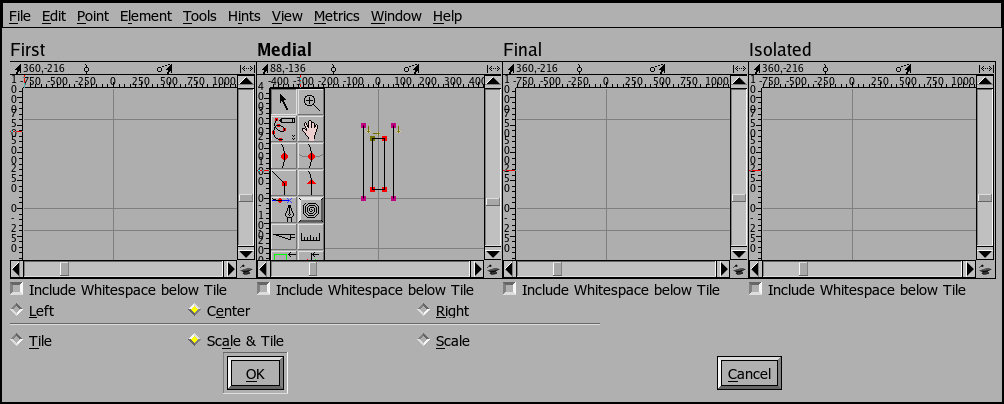 File Edit Point Element Tools Hints View Metrics Window Help
First Medial Final Isolated
360,-216 88,-136 360,-216 360,-216
-750 -500 -250 0 250 500 750 1000 -400 -300 -200 -100 0 100 200 300 400 -750 -500 -250 0 250 500 750 1000 -750 -500 -250 0 250 500 750 1000
Include Whitespace below Tile Include Whitespace below Tile Include Whitespace below Tile Include Whitespace below Tile
Left Center Right
Tile Scale & Tile Scale
OK Cancel